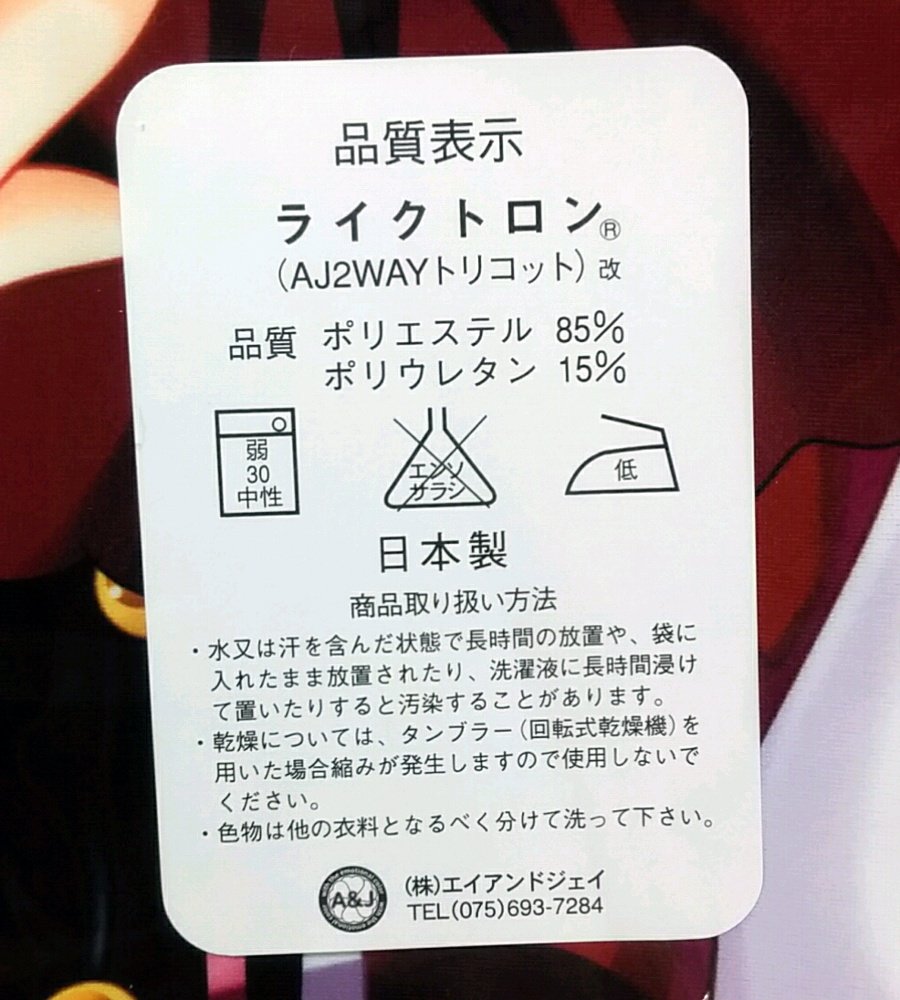 品質表示
ライクトロン®
(AJ2WAYトリコット) 改
品質 ポリエステル 85%
ポリウレタン 15%
弱
30
中性
エンソ
サラシ
低
日本製
商品取り扱い方法
・水又は汗を含んだ状態で長時間の放置や、袋に
入れたまま放置されたり、洗濯液に長時間浸け
て置いたりすると汚染することがあります。
・乾燥については、タンブラー(回転式乾燥機)を
用いた場合縮みが発生しますので使用しないで
ください。
・色物は他の衣料となるべく分けて洗って下さい。
A&J
(株)エイアンドジェイ
TEL(075)693-7284